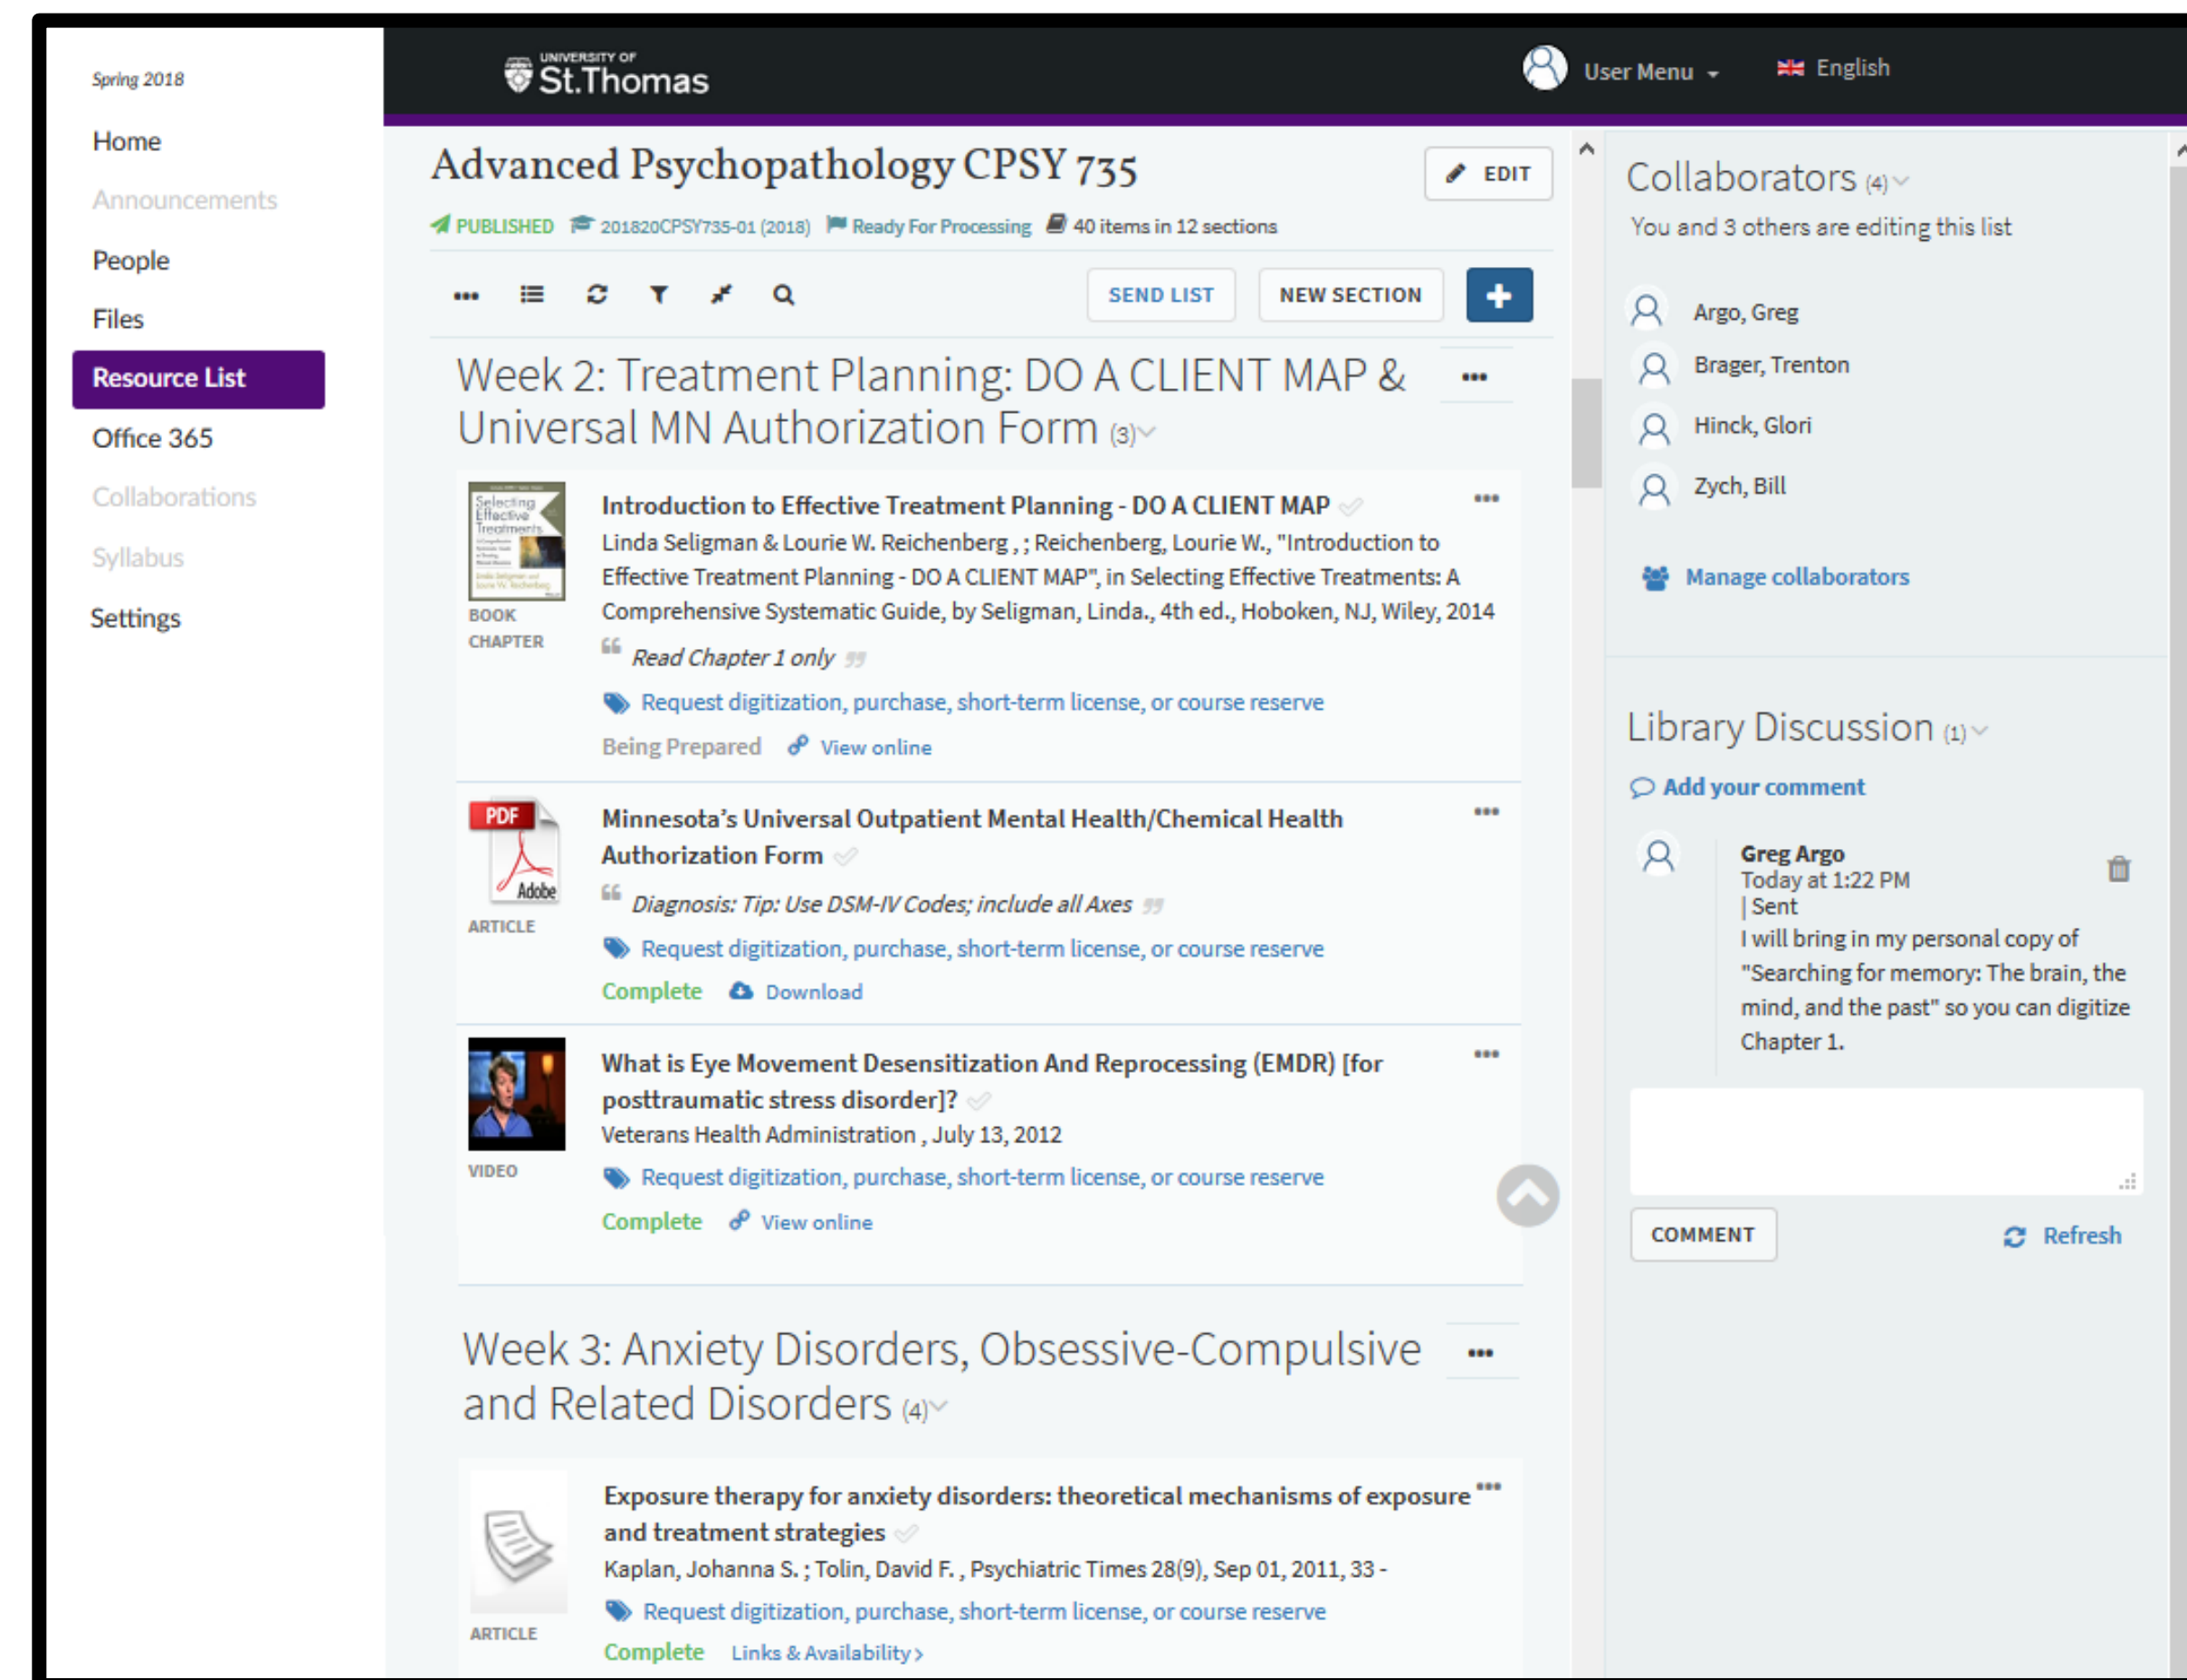 Spring 2018
Home
Announcements
People
Files
Resource List
Office 365
Collaborations
Syllabus
Settings
UNIVERSITY OF
St.Thomas
User Menu
English
Advanced Psychopathology CPSY 735
EDIT
PUBLISHED 201820CPSY735-01 (2018) Ready For Processing 40 items in 12 sections
SEND LIST
NEW SECTION
Week 2: Treatment Planning: DO A CLIENT MAP &
Universal MN Authorization Form (3)
Selecting
Effective
Treatments
BOOK
CHAPTER
Introduction to Effective Treatment Planning - DO A CLIENT MAP
Linda Seligman & Lourie W. Reichenberg , ; Reichenberg, Lourie W., "Introduction to
Effective Treatment Planning - DO A CLIENT MAP", in Selecting Effective Treatments: A
Comprehensive Systematic Guide, by Seligman, Linda., 4th ed., Hoboken, NJ, Wiley, 2014
“ Read Chapter 1 only ”
Request digitization, purchase, short-term license, or course reserve
Being Prepared View online
PDF
Adobe
ARTICLE
Minnesota’s Universal Outpatient Mental Health/Chemical Health
Authorization Form
“ Diagnosis: Tip: Use DSM-IV Codes; include all Axes ”
Request digitization, purchase, short-term license, or course reserve
Complete Download
VIDEO
What is Eye Movement Desensitization And Reprocessing (EMDR) [for
posttraumatic stress disorder]?
Veterans Health Administration , July 13, 2012
Request digitization, purchase, short-term license, or course reserve
Complete View online
Week 3: Anxiety Disorders, Obsessive-Compulsive
and Related Disorders (4)
ARTICLE
Exposure therapy for anxiety disorders: theoretical mechanisms of exposure
and treatment strategies
Kaplan, Johanna S. ; Tolin, David F. , Psychiatric Times 28(9), Sep 01, 2011, 33 -
Request digitization, purchase, short-term license, or course reserve
Complete Links & Availability >
Collaborators (4)
You and 3 others are editing this list
Argo, Greg
Brager, Trenton
Hinck, Glori
Zych, Bill
Manage collaborators
Library Discussion (1)
Add your comment
Greg Argo
Today at 1:22 PM
| Sent
I will bring in my personal copy of
"Searching for memory: The brain, the
mind, and the past" so you can digitize
Chapter 1.
COMMENT
Refresh